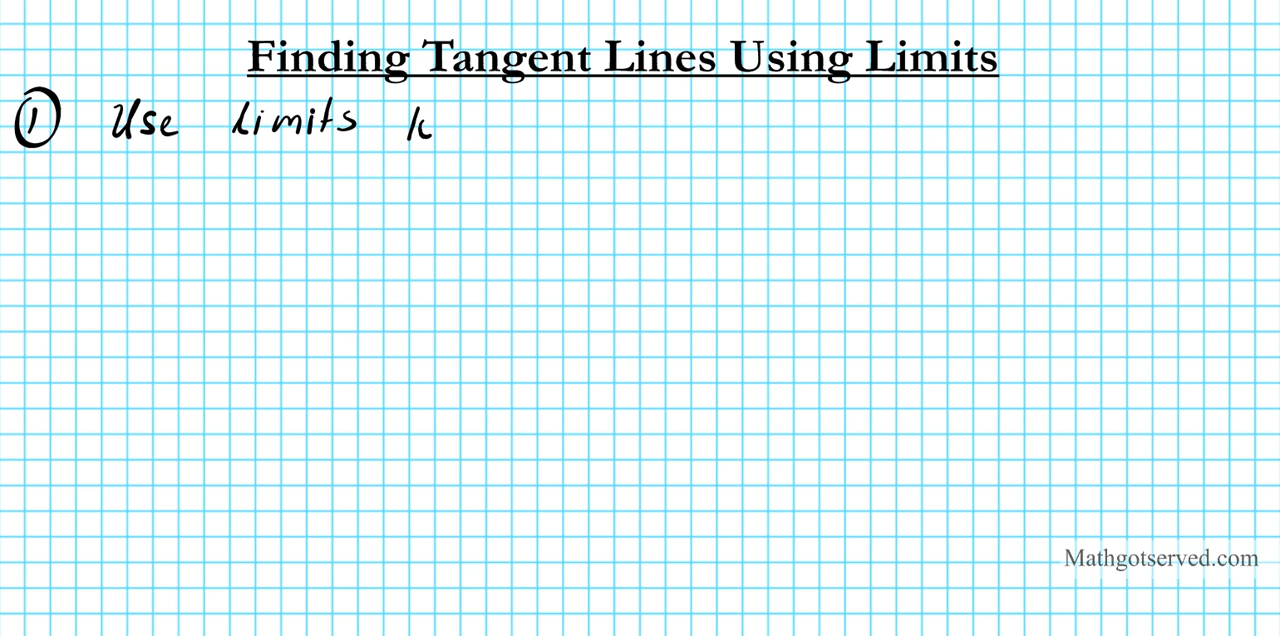 Finding Tangent Lines Using Limits
① Use Limits
Mathgotserved.com